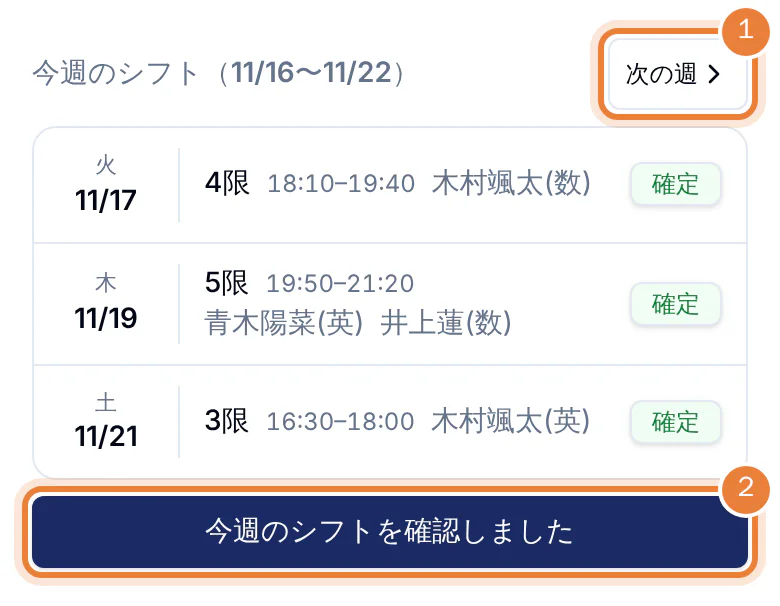 1
今週のシフト（11/16〜11/22）
次の週
火
11/17
4限 18:10–19:40 木村颯太(数)
確定
木
11/19
5限 19:50–21:20
青木陽菜(英) 井上蓮(数)
確定
土
11/21
3限 16:30–18:00 木村颯太(英)
確定
2
今週のシフトを確認しました